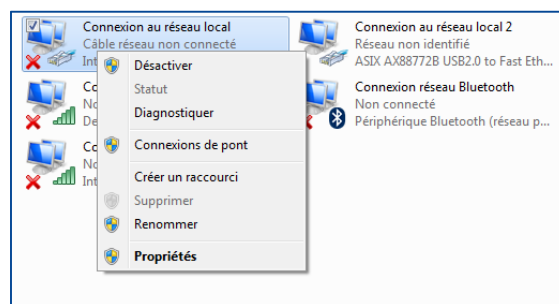 Connexion au réseau local
Câble réseau non connecté
Int
Connexion au réseau local 2
Réseau non identifié
ASIX AX88772B USB2.0 to Fast Eth...
Co
No
De
Connexion réseau Bluetooth
Non connecté
Périphérique Bluetooth (réseau p...
Co
No
Int
Désactiver
Statut
Diagnostiquer
Connexions de pont
Créer un raccourci
Supprimer
Renommer
Propriétés